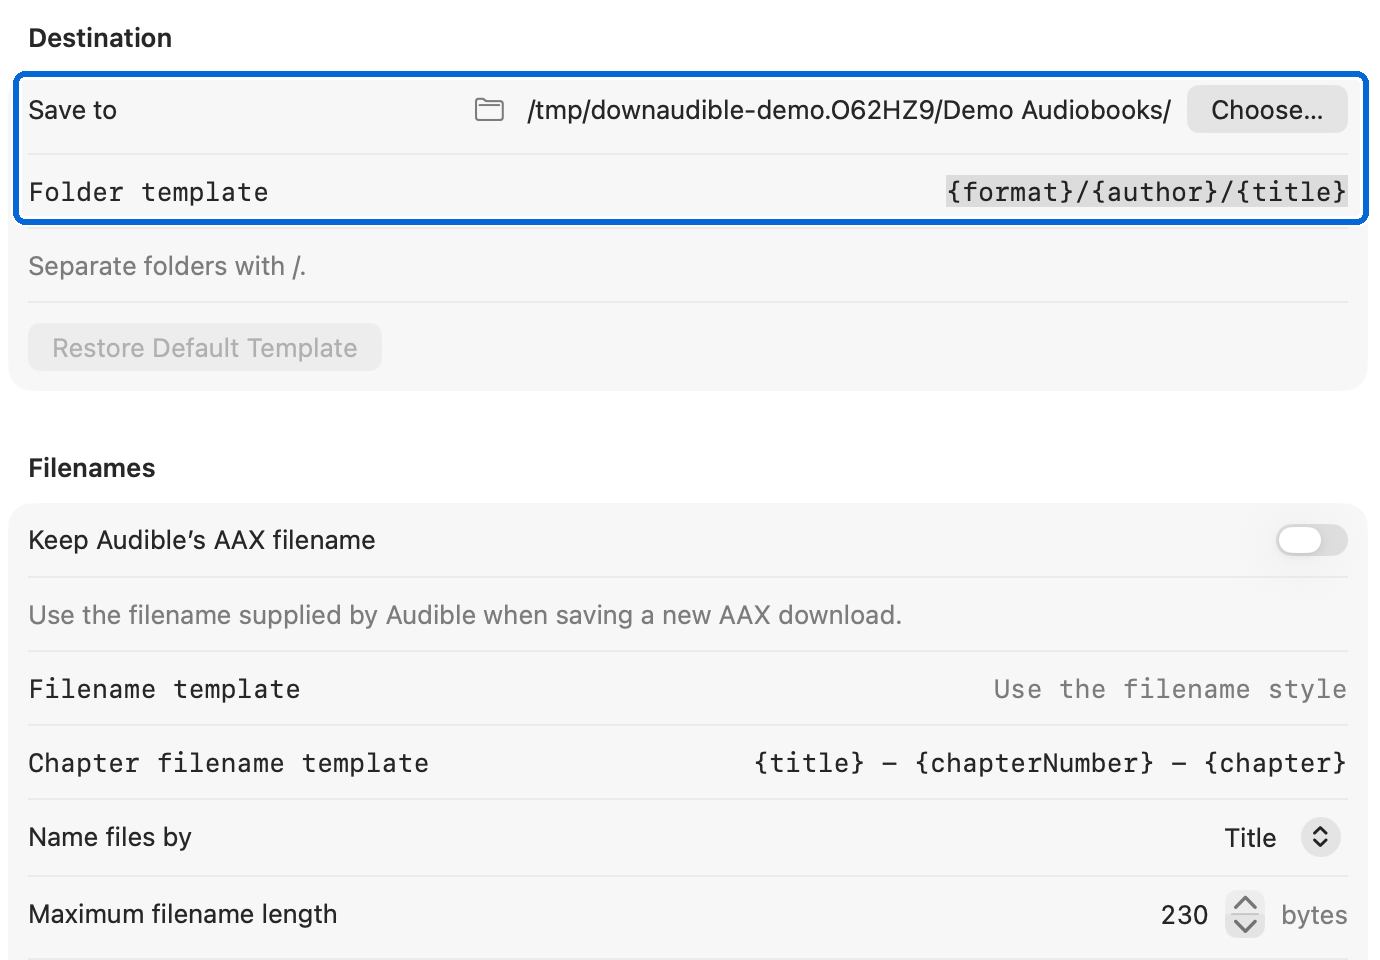 Destination
Save to /tmp/downaudible-demo.O62HZ9/Demo Audiobooks/ Choose...
Folder template {format}/{author}/{title}
Separate folders with /.
Restore Default Template
Filenames
Keep Audible’s AAX filename
Use the filename supplied by Audible when saving a new AAX download.
Filename template Use the filename style
Chapter filename template {title} – {chapterNumber} – {chapter}
Name files by Title
Maximum filename length 230 bytes